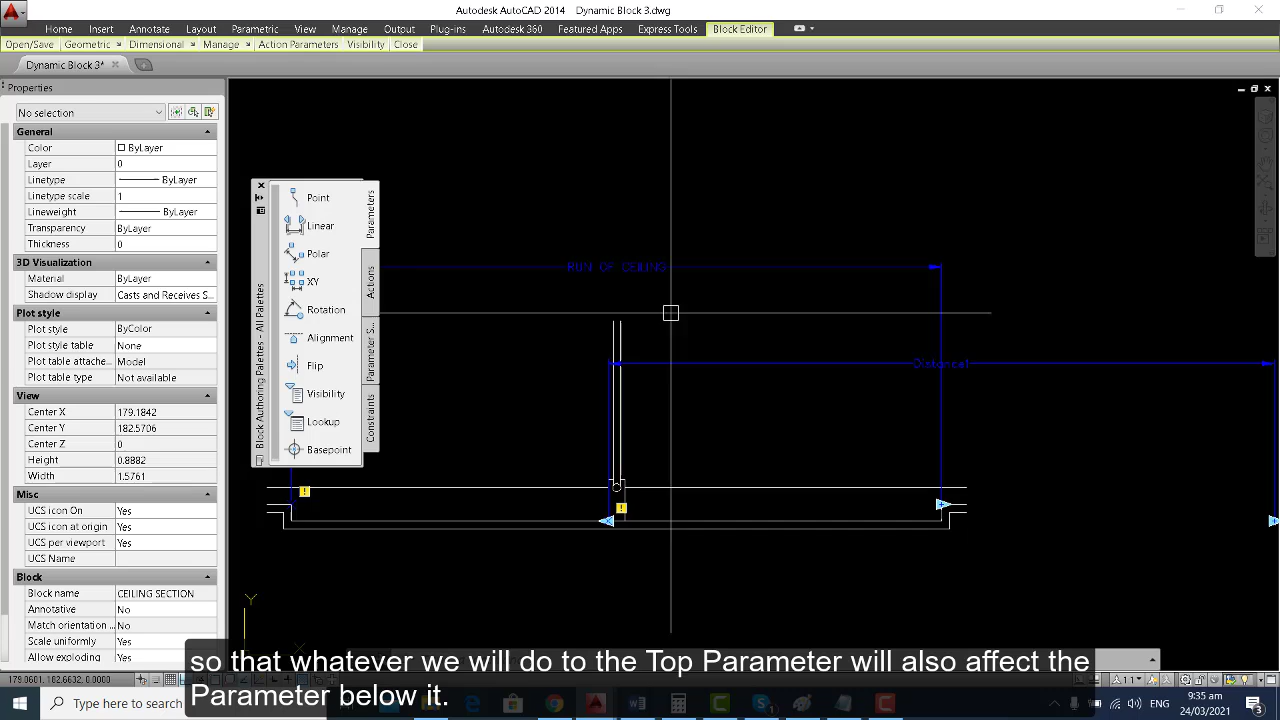 Autodesk AutoCAD 2014 Dynamic Block 3.dwg
Home Insert Annotate Layout Parametric View Manage Output Plug-ins Autodesk 360 Featured Apps Express Tools Block Editor
Open/Save Geometric Dimensional Manage Action Parameters Visibility Close
Dynamic Block 3*
Properties
No selection
General
Color ByLayer
Layer 0
Linetype ByLayer
Linetype scale 1
Lineweight ByLayer
Transparency ByLayer
Thickness 0
3D Visualization
Material ByLayer
Shadow display Casts and Receives S...
Plot style
Plot style ByColor
Plot style table None
Plot table attache... Model
Plot table type Not available
View
Center X 179.1842
Center Y 182.5706
Center Z 0
Height 0.8882
Width 1.5761
Misc
UCS icon On Yes
UCS icon at origin Yes
UCS per viewport Yes
UCS Name
Block
Block name CEILING SECTION
Annotative No
Match orientation ... No
Scale uniformly Yes
Allow exploding Yes
Block Authoring Palettes - All Palettes
Point
Linear
Polar
XY
Rotation
Alignment
Flip
Visibility
Lookup
Basepoint
Parameters
Actions
Parameter S...
Constraints
RUN OF CEILING
Distance1
Y
X
so that whatever we will do to the Top Parameter will also affect the
Parameter below it.
179.0601, 182.6632, 0.0000
1:1
Type here to search
9:35 am
24/03/2021
3